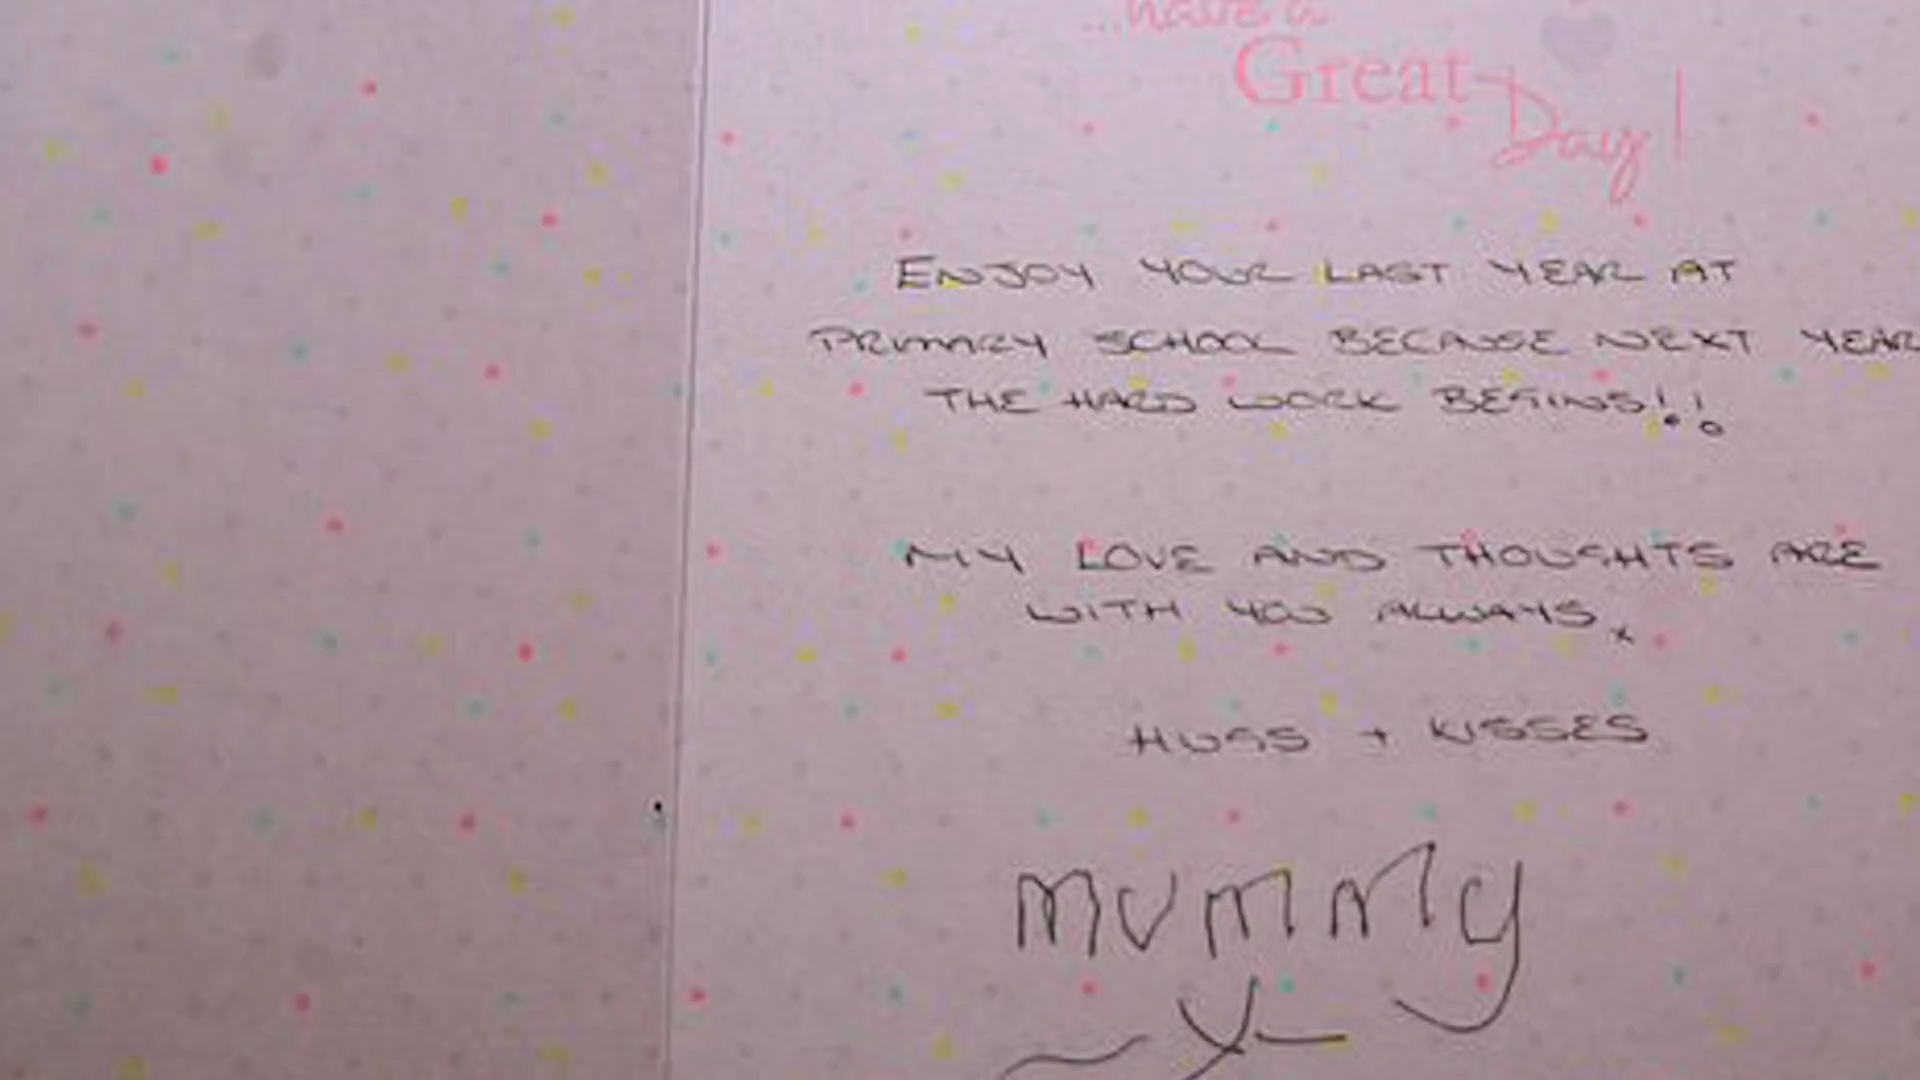 ...have a
Great
Day!
ENJOY YOUR LAST YEAR AT
PRIMARY SCHOOL BECAUSE NEXT YEAR
THE HARD WORK BEGINS!!
MY LOVE AND THOUGHTS ARE
WITH YOU ALWAYS x
HUGS + KISSES
mummy
x